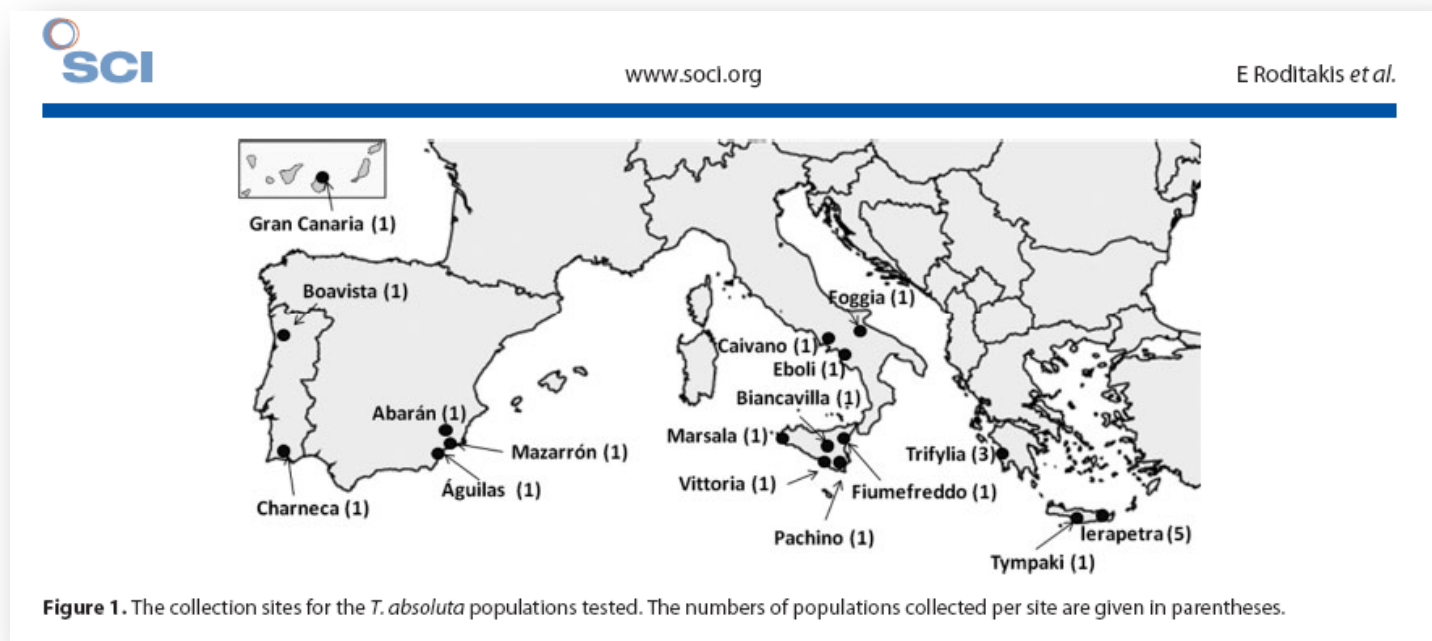 SCI
www.soci.org
E Roditakis et al.
Gran Canaria (1)
Boavista (1)
Foggia (1)
Caivano (1)
Eboli (1)
Biancavilla (1)
Abarán (1)
Marsala (1)
Mazarrón (1)
Trifylia (3)
Vittoria (1)
Águilas (1)
Fiumefreddo (1)
Charneca (1)
Pachino (1)
Ierapetra (5)
Tympaki (1)
Figure 1. The collection sites for the T. absoluta populations tested. The numbers of populations collected per site are given in parentheses.